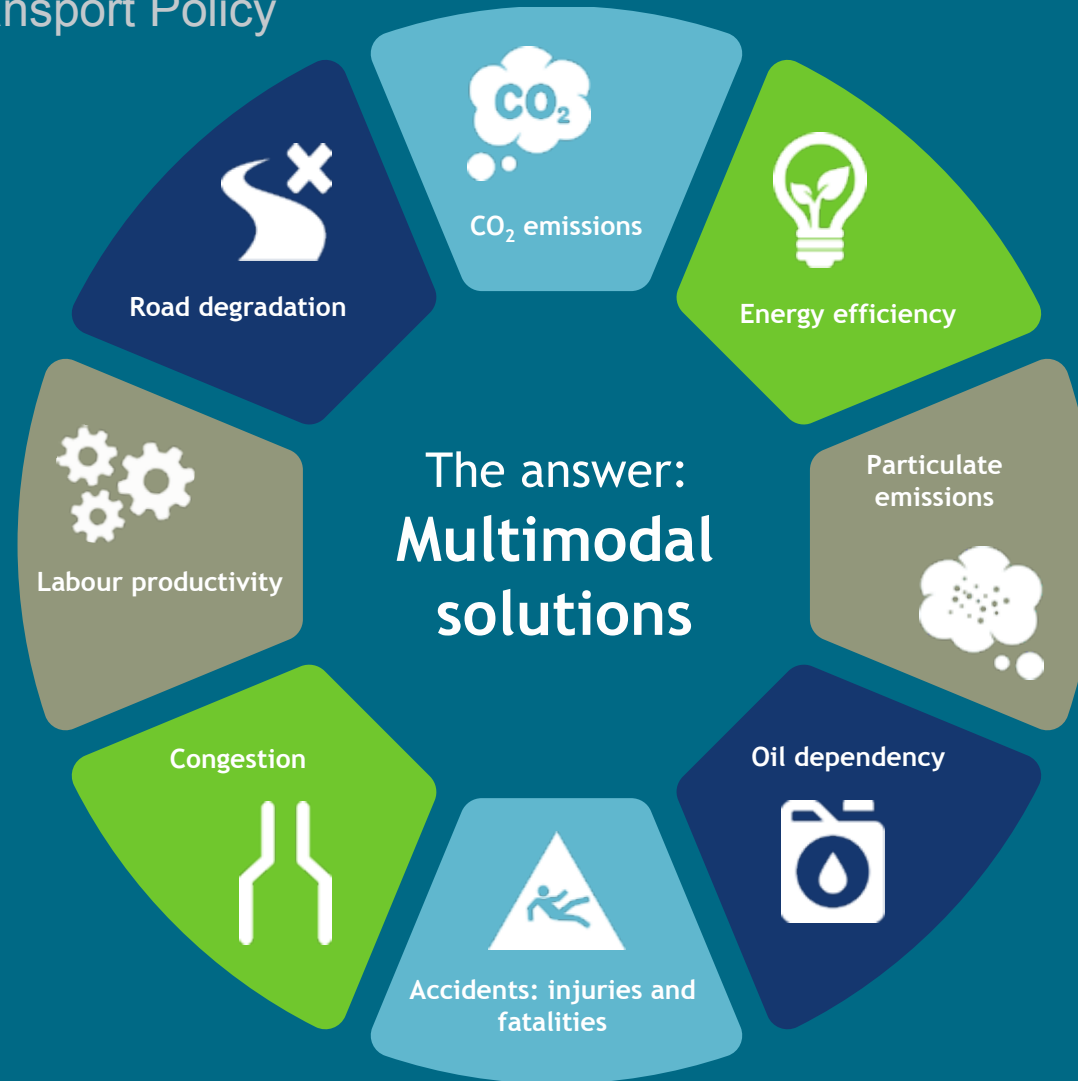 Policy
CO₂
CO₂ emissions
Energy efficiency
Particulate
emissions
Oil dependency
Accidents: injuries and
fatalities
Congestion
Labour productivity
Road degradation
The answer:
Multimodal
solutions